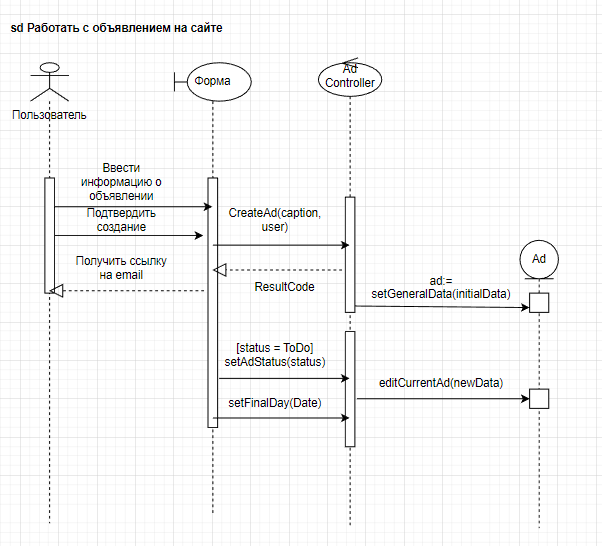 sd Работать с объявлением на сайте
Пользователь
Форма
Ad
Controller
Ввести
информацию о
объявлении
Подтвердить
создание
CreateAd(caption,
user)
Получить ссылку
на email
ResultCode
Ad
ad:=
setGeneralData(initialData)
[status = ToDo]
setAdStatus(status)
editCurrentAd(newData)
setFinalDay(Date)